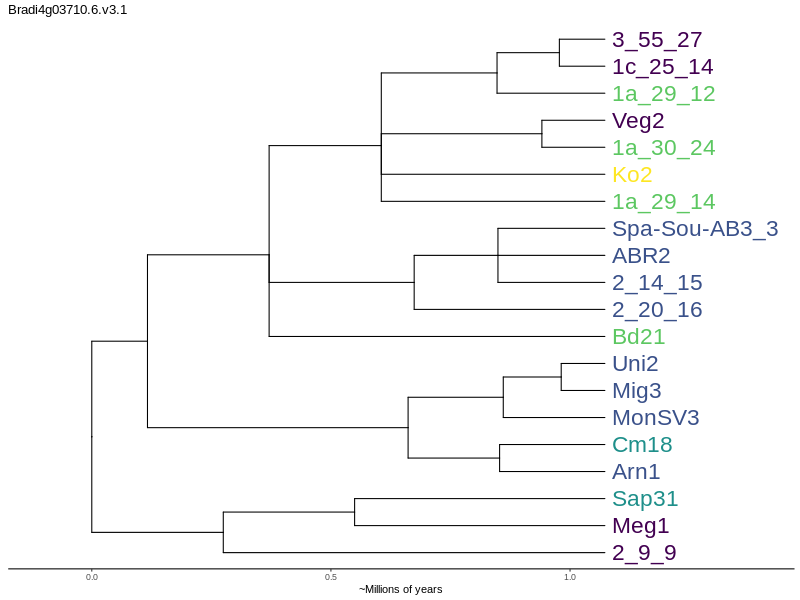 Bradi4g03710.6.v3.1
3_55_27
1c_25_14
1a_29_12
Veg2
1a_30_24
Ko2
1a_29_14
Spa-Sou-AB3_3
ABR2
2_14_15
2_20_16
Bd21
Uni2
Mig3
MonSV3
Cm18
Arn1
Sap31
Meg1
2_9_9
0.0 0.5 1.0
~Millions of years